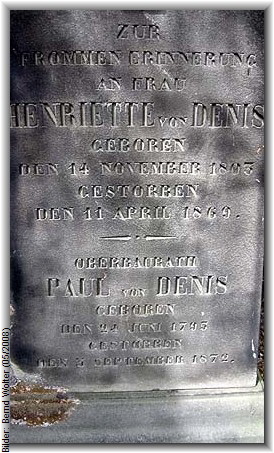 ZUR
FROMMEN ERINNERUNG
AN FRAU
HENRIETTE VON DENIS
GEBOREN
DEN 14 NOVEMBER 1803
GESTORBEN
DEN 11 APRIL 1869.
OBERBAURATH
PAUL VON DENIS
GEBOREN
DEN 24 JUNI 1795
GESTORBEN
DEN 3 SEPTEMBER 1872.
Bilder: Bernd Wolter (05/2008)